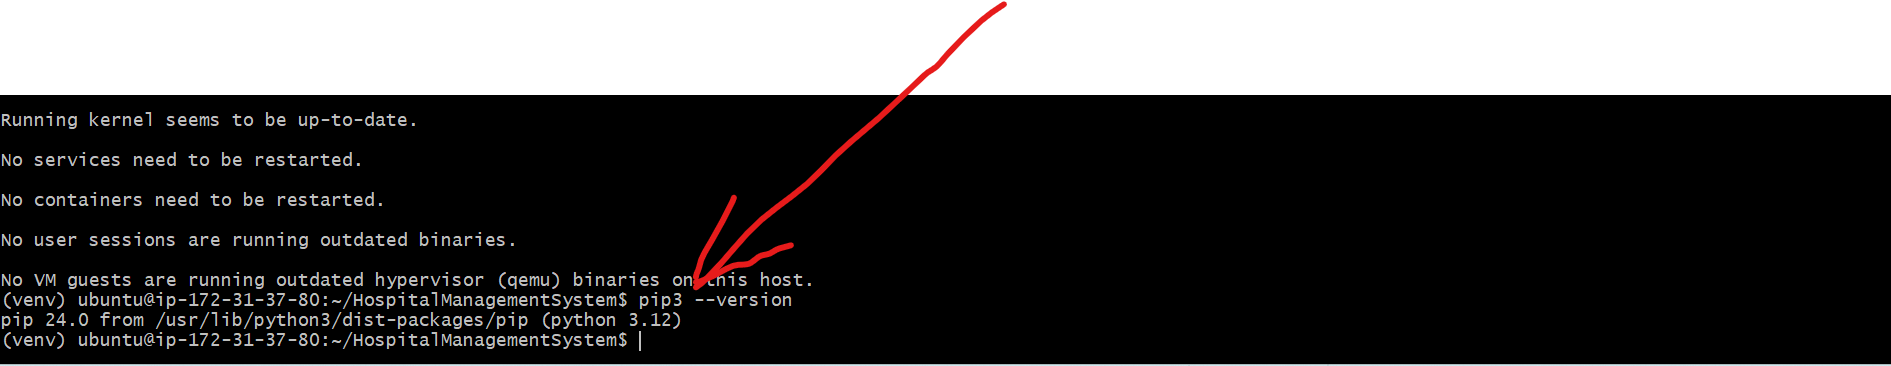 Running kernel seems to be up-to-date.
No services need to be restarted.
No containers need to be restarted.
No user sessions are running outdated binaries.
No VM guests are running outdated hypervisor (qemu) binaries on this host.
(venv) ubuntu@ip-172-31-37-80:~/HospitalManagementSystem$ pip3 --version
pip 24.0 from /usr/lib/python3/dist-packages/pip (python 3.12)
(venv) ubuntu@ip-172-31-37-80:~/HospitalManagementSystem$